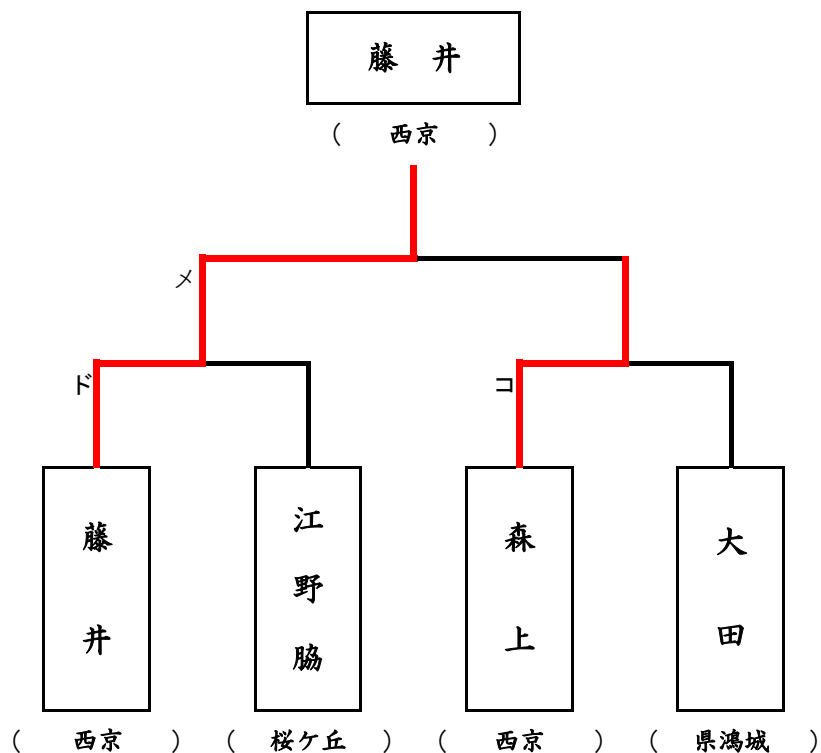 藤 井
( 西京 )
メ
ド
コ
藤井
江野脇
森上
大田
( 西京 )
( 桜ケ丘 )
( 西京 )
( 県鴻城 )